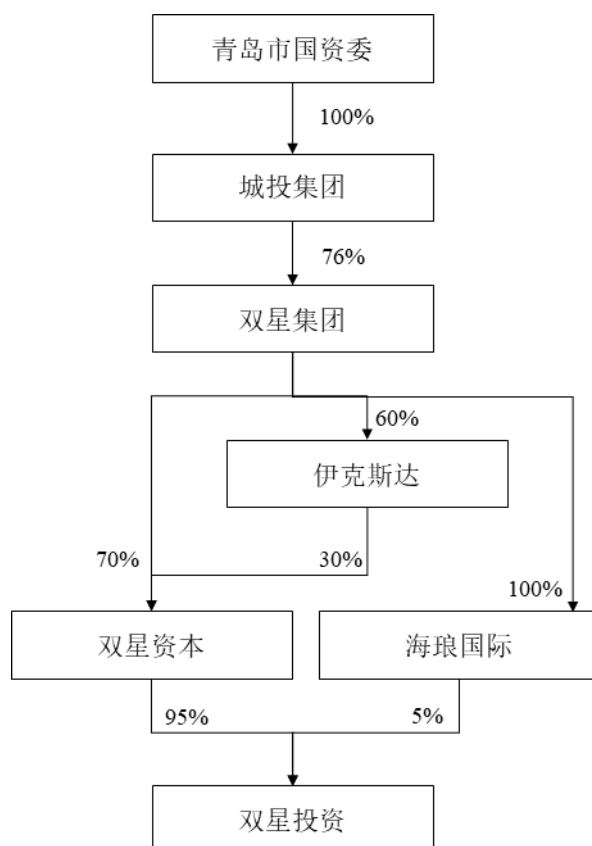 青岛市国资委
100%
城投集团
76%
双星集团
60%
伊克斯达
70%
30%
100%
双星资本
海琅国际
95%
5%
双星投资